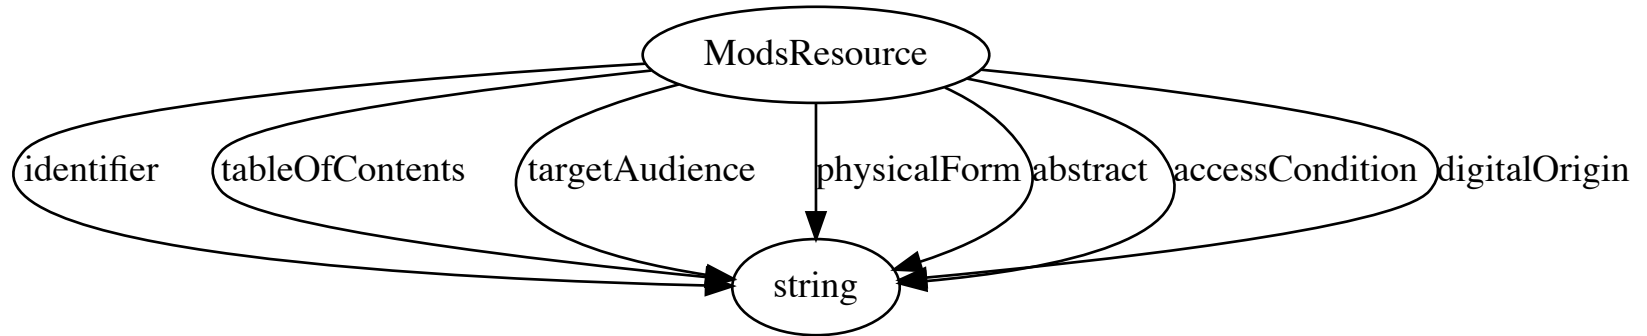 ModsResource
identifier
tableOfContents
targetAudience
physicalForm
abstract
accessCondition
digitalOrigin
string